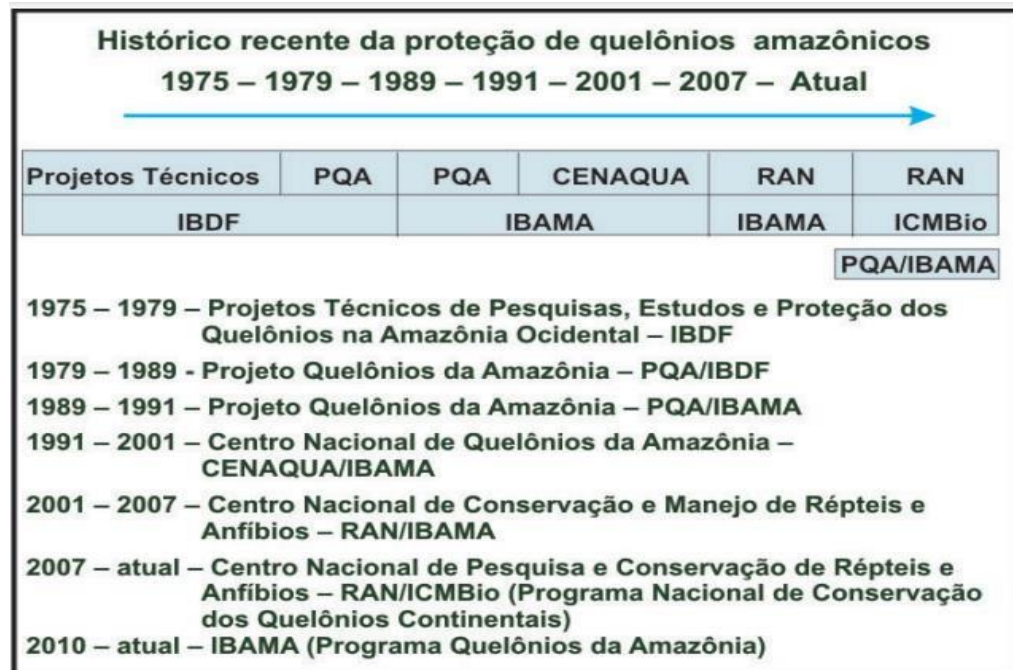 Histórico recente da proteção de quelônios amazônicos
1975 – 1979 – 1989 – 1991 – 2001 – 2007 – Atual
Projetos Técnicos PQA PQA CENAQUA RAN RAN
IBDF IBAMA IBAMA ICMBio
PQA/IBAMA
1975 – 1979 – Projetos Técnicos de Pesquisas, Estudos e Proteção dos
Quelônios na Amazônia Ocidental – IBDF
1979 – 1989 - Projeto Quelônios da Amazônia – PQA/IBDF
1989 – 1991 – Projeto Quelônios da Amazônia – PQA/IBAMA
1991 – 2001 – Centro Nacional de Quelônios da Amazônia –
CENAQUA/IBAMA
2001 – 2007 – Centro Nacional de Conservação e Manejo de Répteis e
Anfíbios – RAN/IBAMA
2007 – atual – Centro Nacional de Pesquisa e Conservação de Répteis e
Anfíbios – RAN/ICMBio (Programa Nacional de Conservação
dos Quelônios Continentais)
2010 – atual – IBAMA (Programa Quelônios da Amazônia)